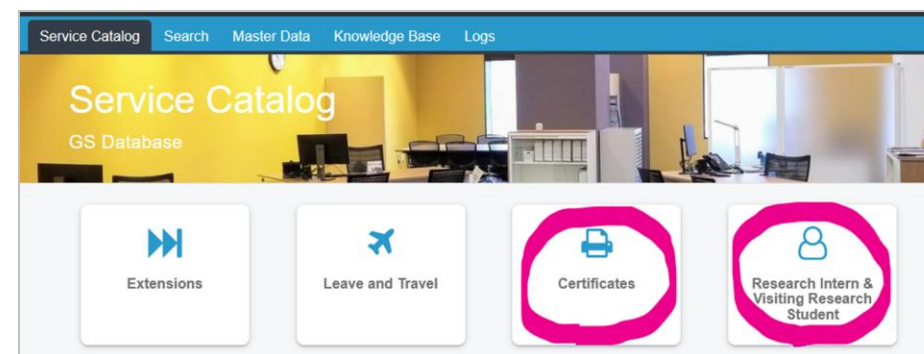 Service Catalog Search Master Data Knowledge Base Logs
Service Catalog
GS Database
Extensions
Leave and Travel
Certificates
Research Intern &
Visiting Research
Student